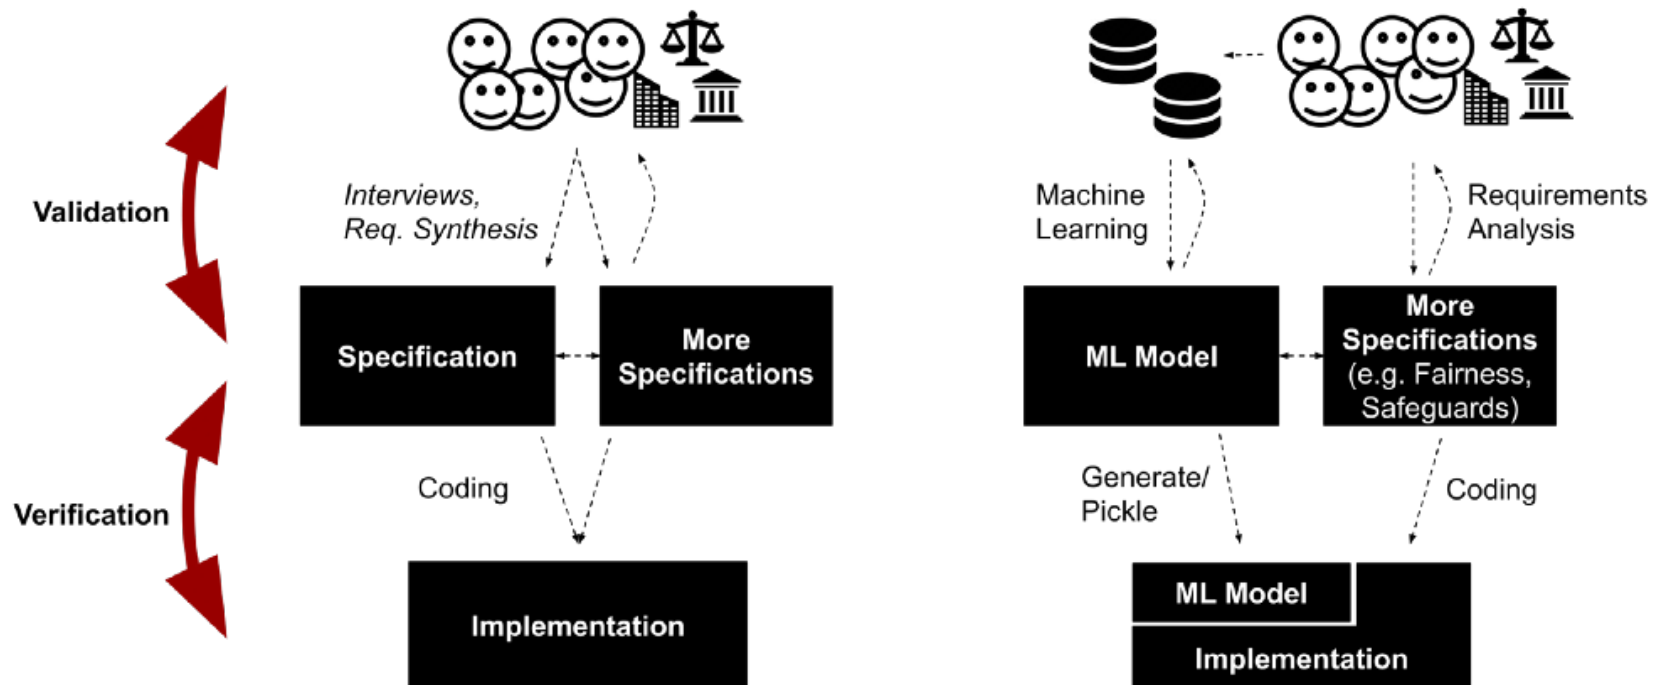 Validation
Verification
Interviews,
Req. Synthesis
Specification
More
Specifications
Coding
Implementation
Machine
Learning
Requirements
Analysis
ML Model
More
Specifications
(e.g. Fairness,
Safeguards)
Generate/
Pickle
Coding
ML Model
Implementation